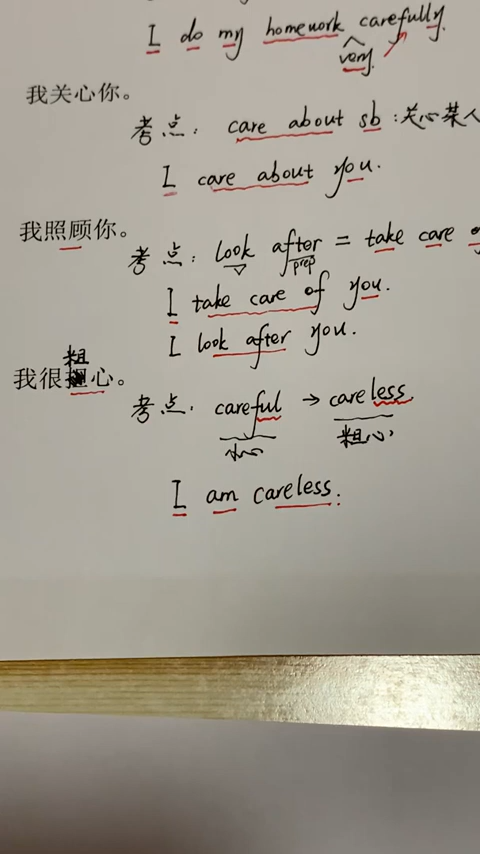 I do my homework carefully.
very
我关心你。
考点：care about sb：关心某人
I care about you.
我照顾你。
考点：look after = take care
prep
I take care of you.
I look after you.
粗
我很心。
考点：careful → careless
小心 粗心
I am careless.